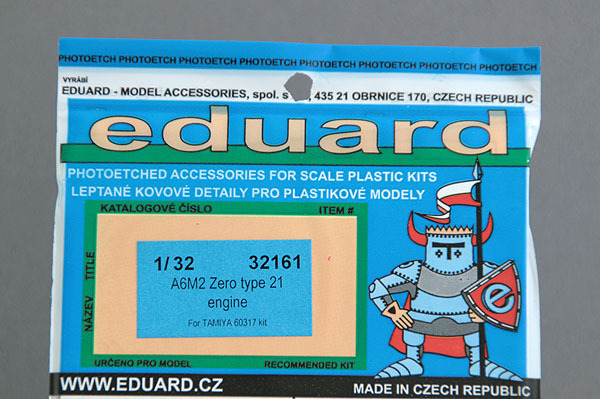 PHOTOETCH PHOTOETCH PHOTOETCH PHOTOETCH PHOTOETCH PHOTOETCH PHOTOETCH PHOTOETCH
VYRÁBÍ
EDUARD - MODEL ACCESSORIES, spol. s 435 21 OBRNICE 170, CZECH REPUBLIC
eduard
PHOTOETCHED ACCESSORIES FOR SCALE PLASTIC KITS
LEPTANÉ KOVOVÉ DETAILY PRO PLASTIKOVÉ MODELY
KATALOGOVÉ ČÍSLO ITEM #
NÁZEV TITLE
1/32 32161
A6M2 Zero type 21
engine
For TAMIYA 60317 kit
e
URČENO PRO MODEL RECOMMENDED KIT
WWW.EDUARD.CZ MADE IN CZECH REPUBLIC